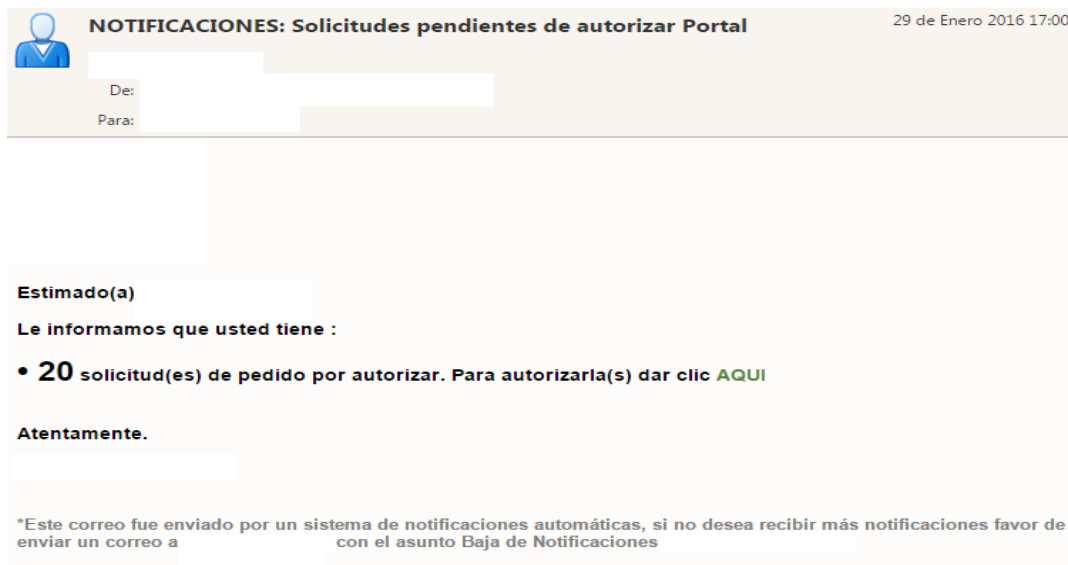 NOTIFICACIONES: Solicitudes pendientes de autorizar Portal
29 de Enero 2016 17:00
De:
Para:
Estimado(a)
Le informamos que usted tiene :
• 20 solicitud(es) de pedido por autorizar. Para autorizarla(s) dar clic AQUI
Atentamente.
*Este correo fue enviado por un sistema de notificaciones automáticas, si no desea recibir más notificaciones favor de
enviar un correo a con el asunto Baja de Notificaciones